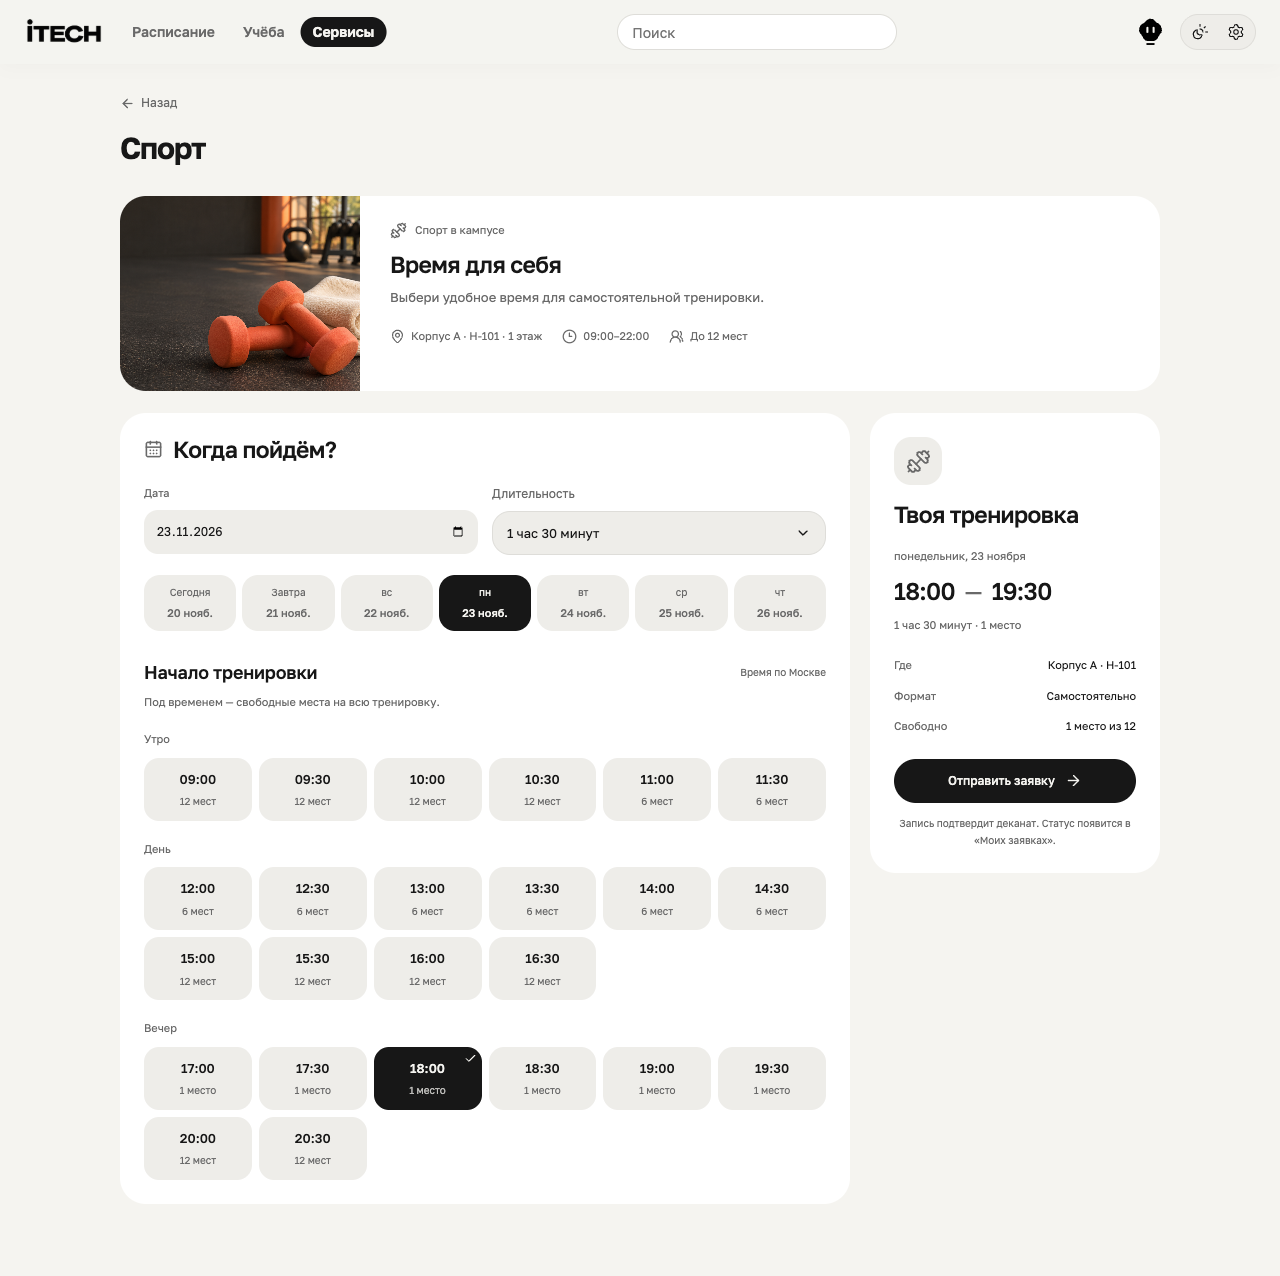 iTECH
Расписание
Учёба
Сервисы
Поиск
Назад
Спорт
Спорт в кампусе
Время для себя
Выбери удобное время для самостоятельной тренировки.
Корпус А · Н-101 · 1 этаж
09:00–22:00
До 12 мест
Когда пойдём?
Дата
23.11.2026
Длительность
1 час 30 минут
Сегодня
20 нояб.
Завтра
21 нояб.
вс
22 нояб.
пн
23 нояб.
вт
24 нояб.
ср
25 нояб.
чт
26 нояб.
Начало тренировки
Время по Москве
Под временем — свободные места на всю тренировку.
Утро
09:00
12 мест
09:30
12 мест
10:00
12 мест
10:30
12 мест
11:00
6 мест
11:30
6 мест
День
12:00
6 мест
12:30
6 мест
13:00
6 мест
13:30
6 мест
14:00
6 мест
14:30
6 мест
15:00
12 мест
15:30
12 мест
16:00
12 мест
16:30
12 мест
Вечер
17:00
1 место
17:30
1 место
18:00
1 место
18:30
1 место
19:00
1 место
19:30
1 место
20:00
12 мест
20:30
12 мест
Твоя тренировка
понедельник, 23 ноября
18:00 — 19:30
1 час 30 минут · 1 место
Где
Корпус А · Н-101
Формат
Самостоятельно
Свободно
1 место из 12
Отправить заявку
Запись подтвердит деканат. Статус появится в
«Моих заявках».